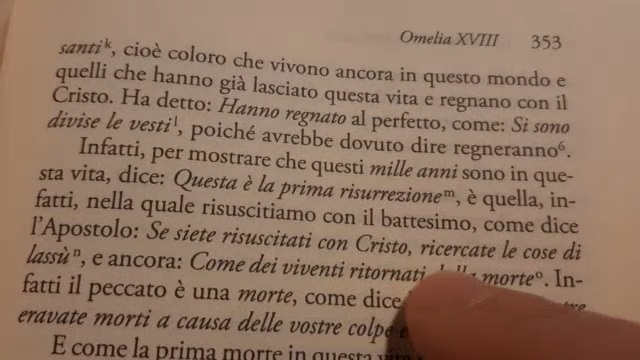 Omelia XVIII 353
santi^k, cioè coloro che vivono ancora in questo mondo e
quelli che hanno già lasciato questa vita e regnano con il
Cristo. Ha detto: Hanno regnato al perfetto, come: Si sono
divise le vesti^l, poiché avrebbe dovuto dire regneranno^6.
Infatti, per mostrare che questi mille anni sono in que-
sta vita, dice: Questa è la prima risurrezione^m, è quella, in-
fatti, nella quale risuscitiamo con il battesimo, come dice
l'Apostolo: Se siete risuscitati con Cristo, ricercate le cose di
lassù^n, e ancora: Come dei viventi ritornati dalla morte^o. In-
fatti il peccato è una morte, come dice
eravate morti a causa delle vostre colpe
E come la prima morte in questa